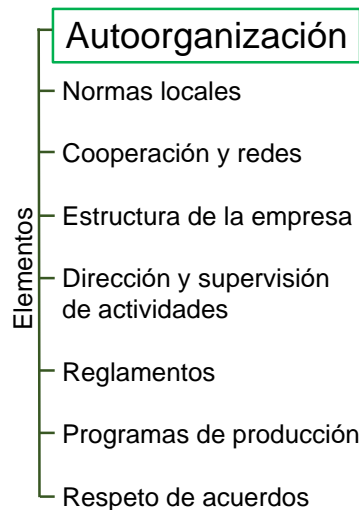 Autoorganización
Normas locales
Cooperación y redes
Estructura de la empresa
Dirección y supervisión
de actividades
Reglamentos
Programas de producción
Respeto de acuerdos
Elementos